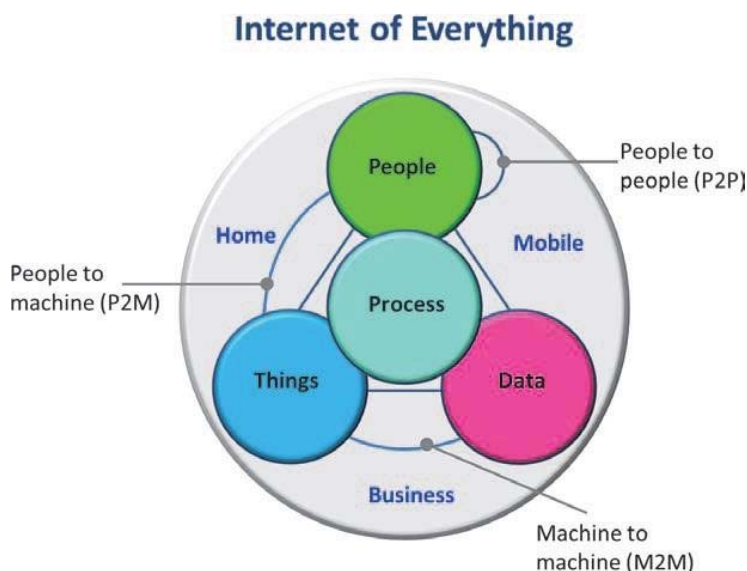 Internet of Everything
People
People to
people (P2P)
Home
Mobile
People to
machine (P2M)
Process
Things
Data
Business
Machine to
machine (M2M)